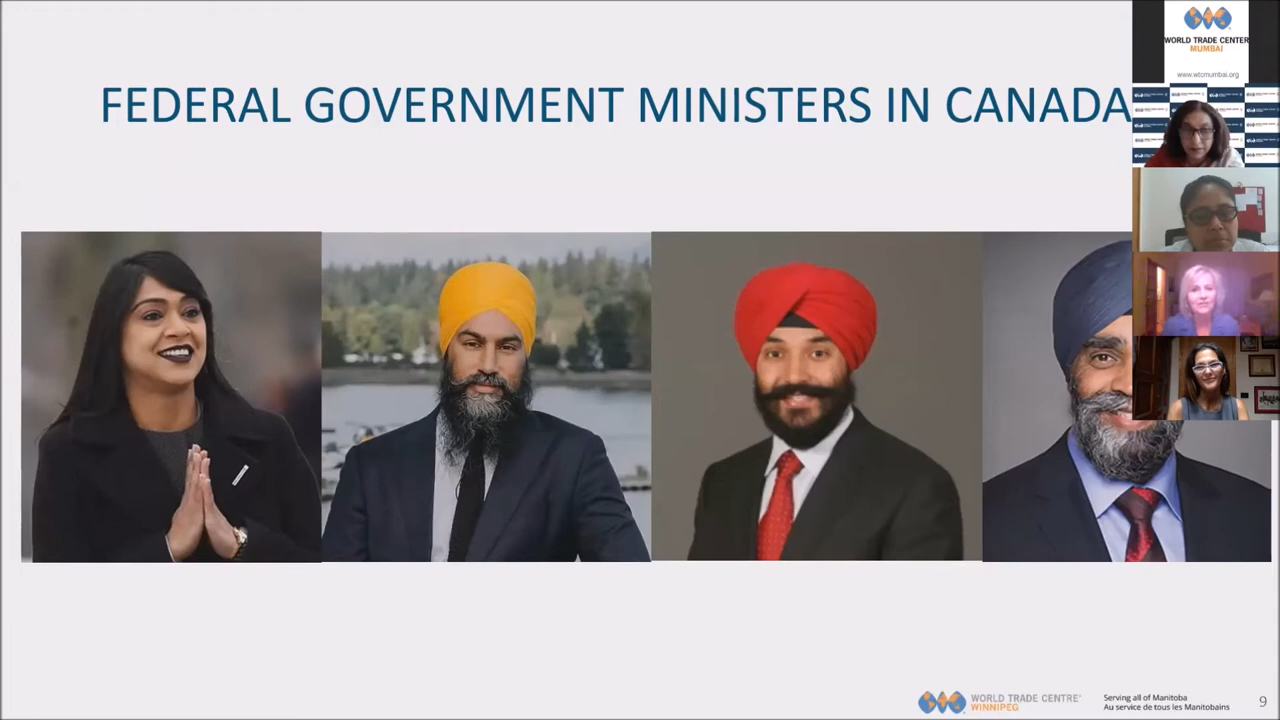 FEDERAL GOVERNMENT MINISTERS IN CANADA
WORLD TRADE CENTER
MUMBAI
www.wtcmumbai.org
WORLD TRADE CENTRE
WINNIPEG
Serving all of Manitoba
Au service de tous les Manitobains
9